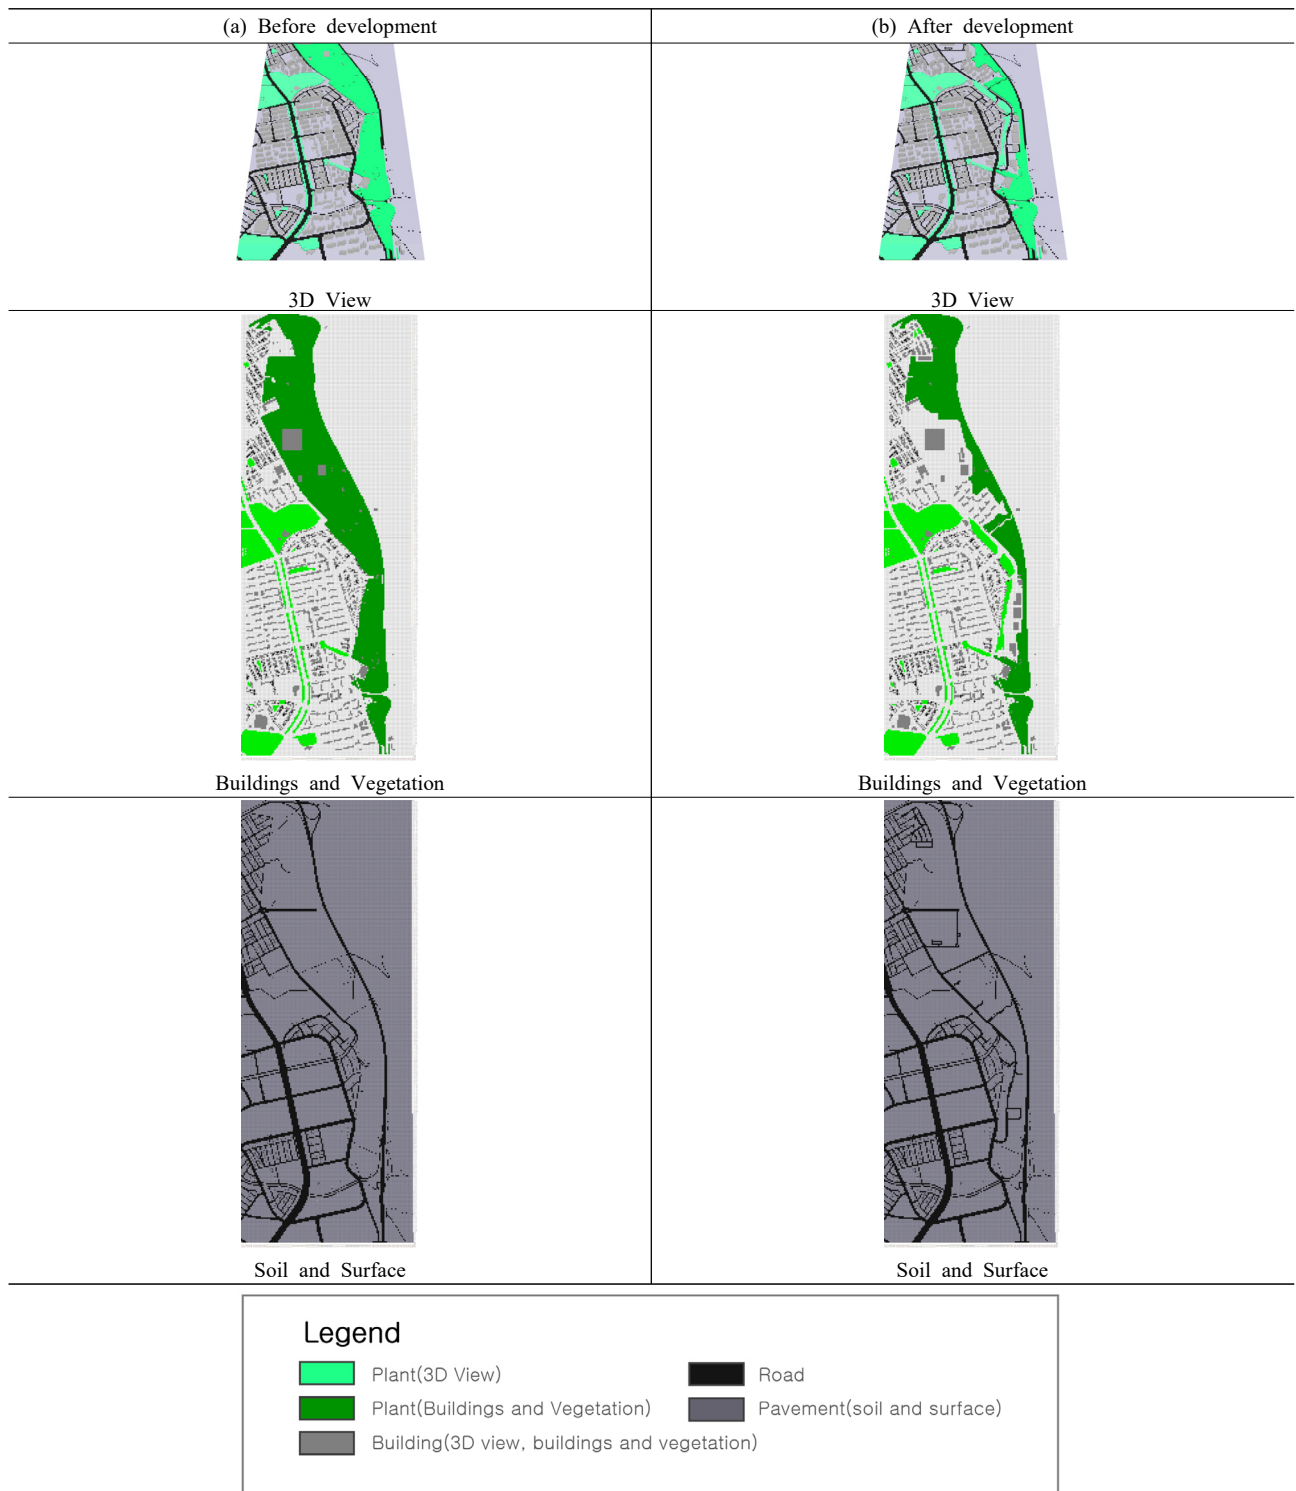 (a) Before development
(b) After development
3D View
3D View
Buildings and Vegetation
Buildings and Vegetation
Soil and Surface
Soil and Surface
Legend
Plant(3D View)
Road
Plant(Buildings and Vegetation)
Pavement(soil and surface)
Building(3D view, buildings and vegetation)